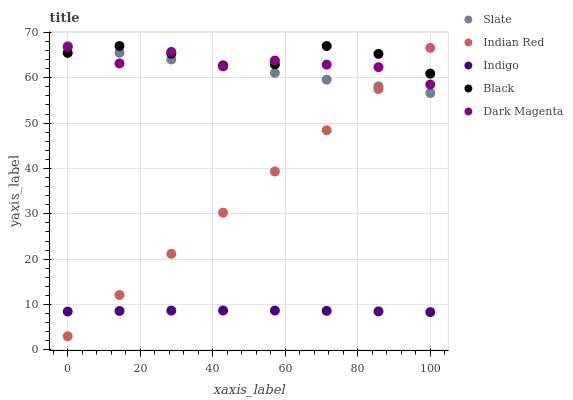 title
yaxis_label
70
60
50
40
30
20
10
0
0 20 40 60 80 100
xaxis_label
Slate
Indian Red
Indigo
Black
Dark Magenta